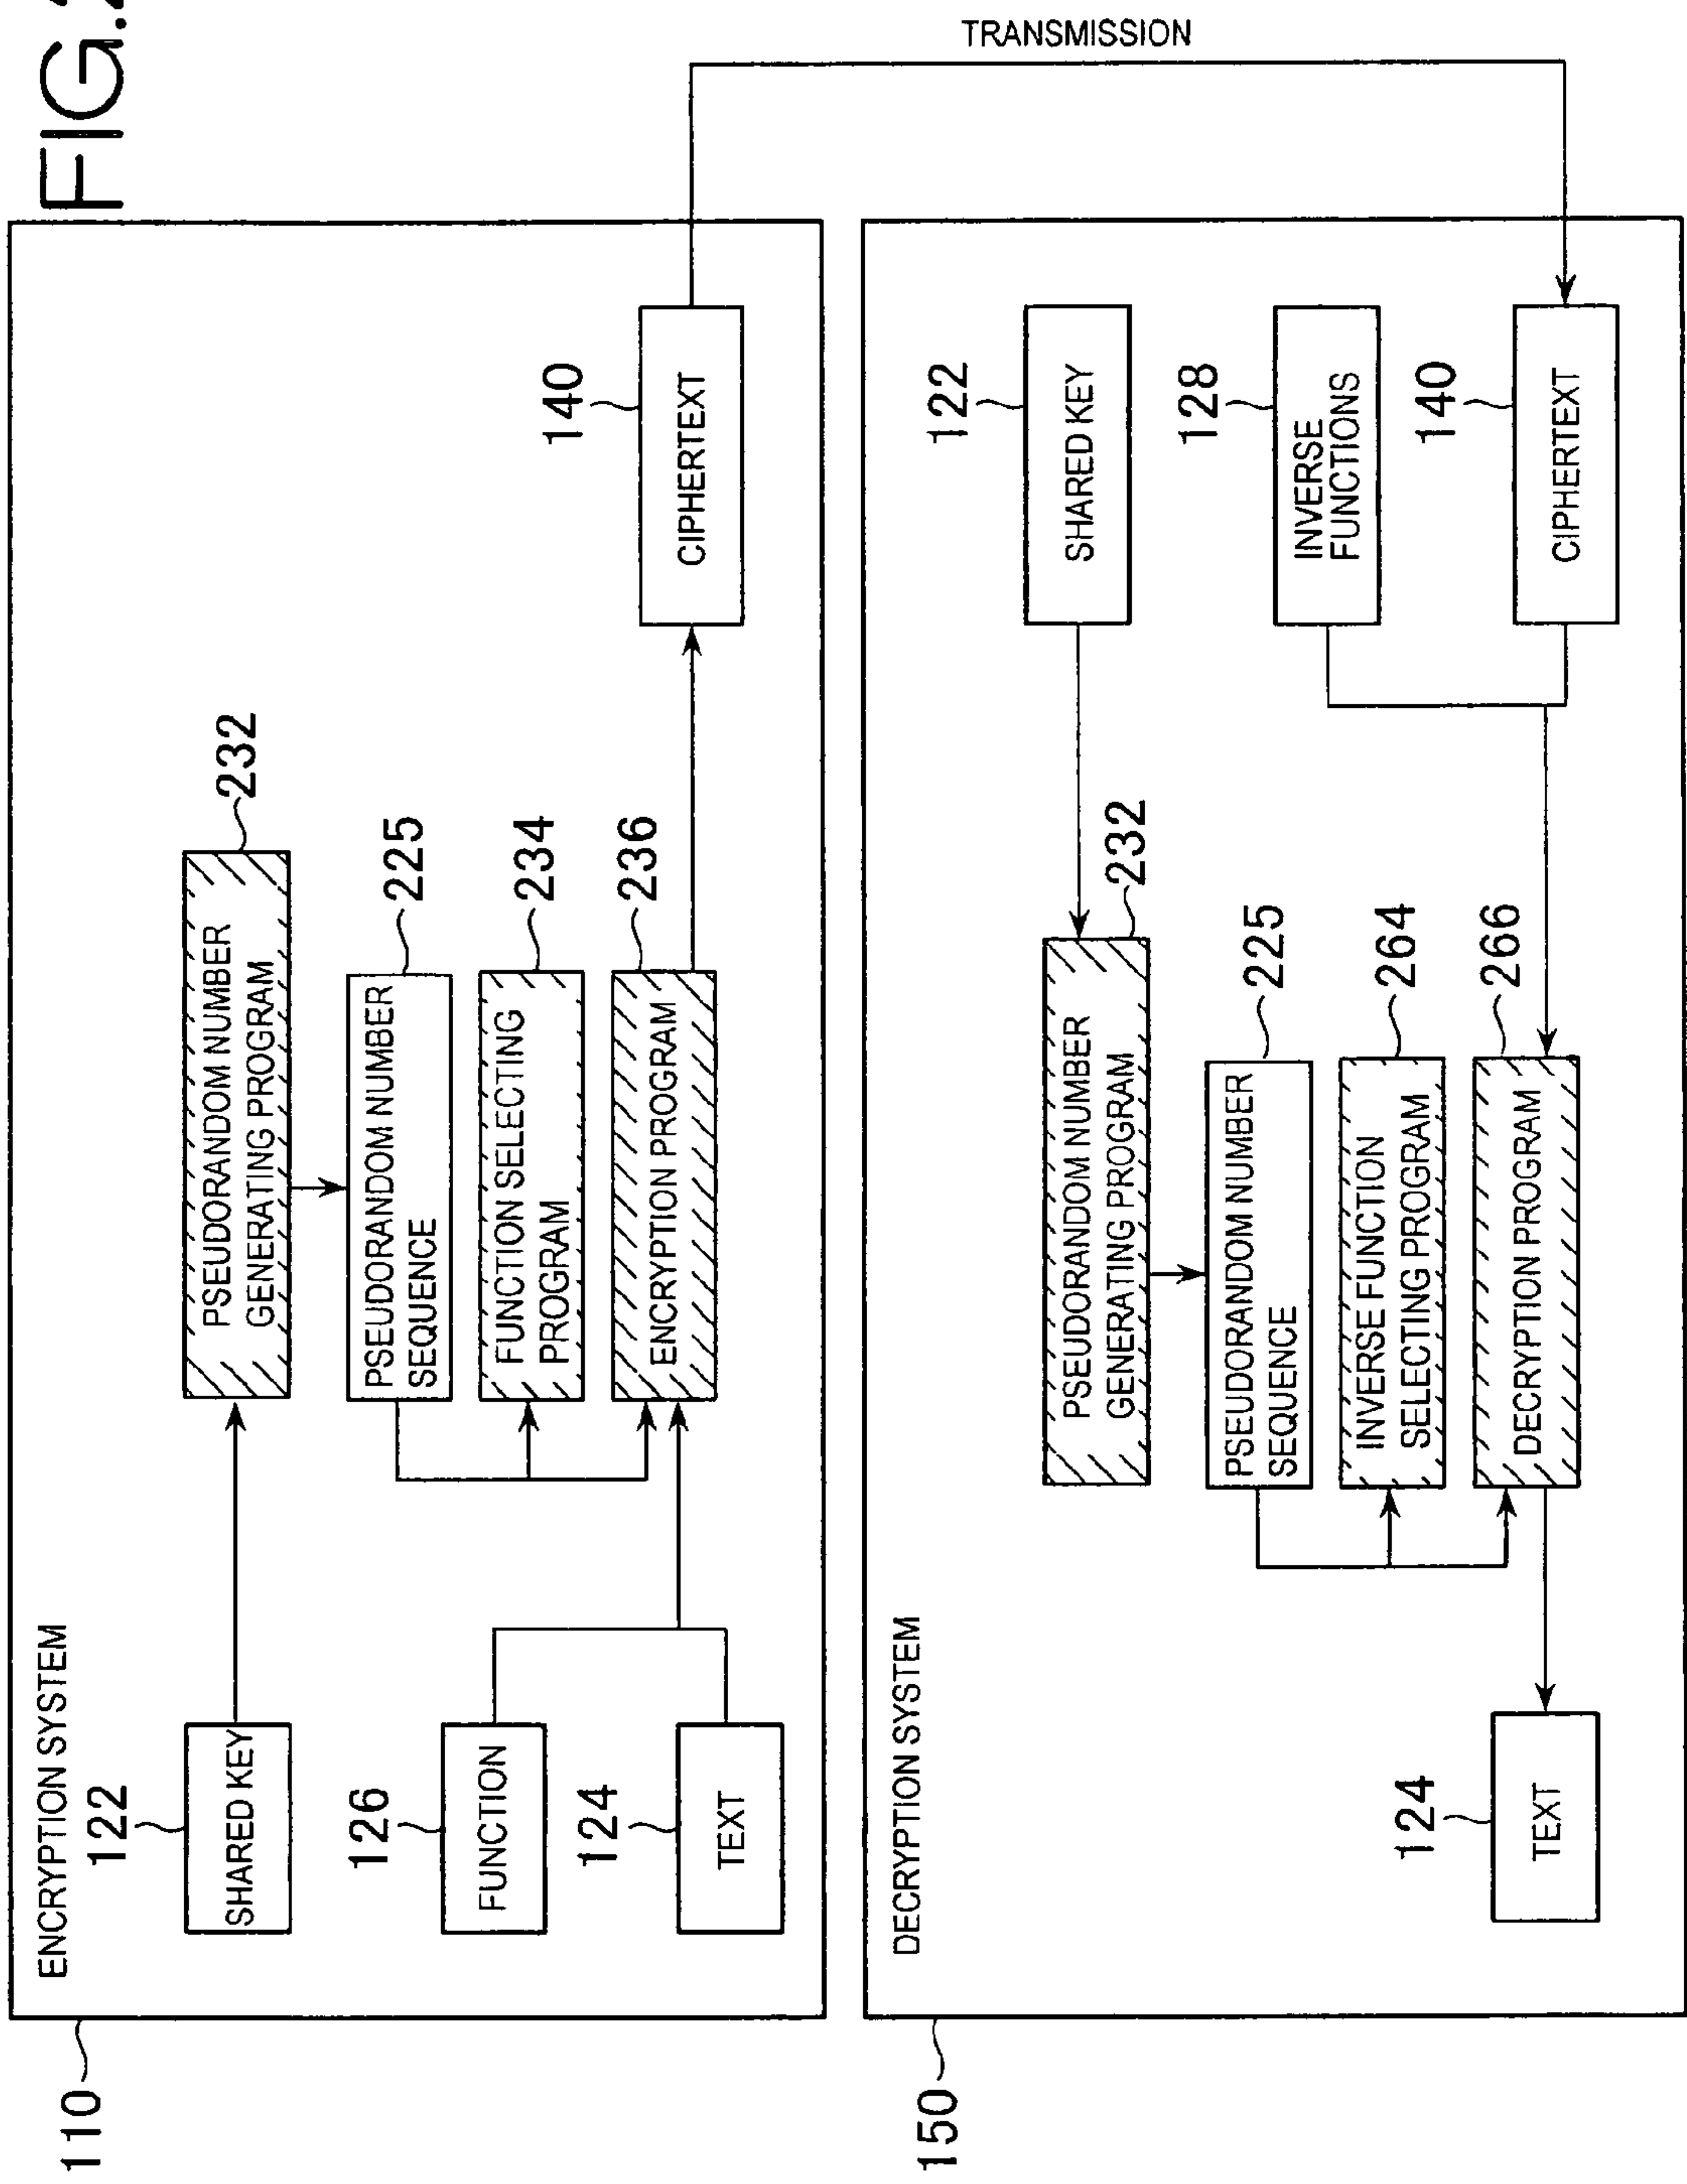 FIG.2
ENCRYPTION SYSTEM
110
122
SHARED KEY
126
FUNCTION
124
TEXT
PSEUDORANDOM NUMBER
GENERATING PROGRAM
232
PSEUDORANDOM NUMBER
SEQUENCE
225
FUNCTION SELECTING
PROGRAM
234
ENCRYPTION PROGRAM
236
140
CIPHERTEXT
TRANSMISSION
DECRYPTION SYSTEM
150
122
SHARED KEY
128
INVERSE
FUNCTIONS
140
CIPHERTEXT
PSEUDORANDOM NUMBER
GENERATING PROGRAM
232
PSEUDORANDOM NUMBER
SEQUENCE
225
INVERSE FUNCTION
SELECTING PROGRAM
264
DECRYPTION PROGRAM
266
124
TEXT